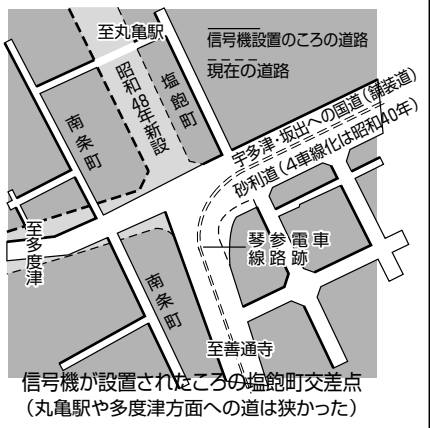 至丸亀駅
信号機設置のころの道路
現在の道路
昭和48年新設
塩飽町
南条町
宇多津・坂出への国道(舗装道)
砂利道(4車線化は昭和40年)
至多度津
琴参電車
線路跡
南条町
至善通寺
信号機が設置されたころの塩飽町交差点
(丸亀駅や多度津方面への道は狭かった)